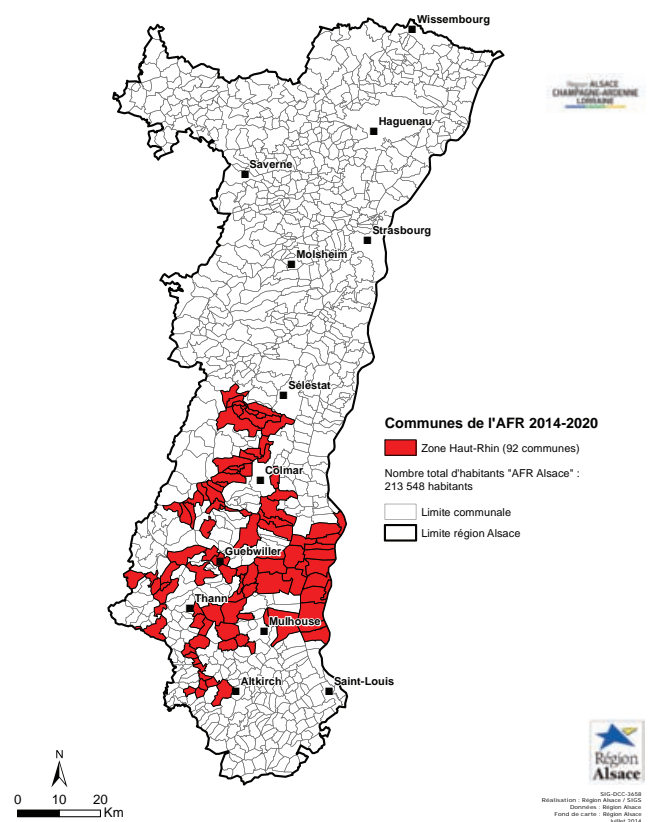 Wissembourg
Région ALSACE
CHAMPAGNE-ARDENNE
LORRAINE
Haguenau
Saverne
Strasbourg
Molsheim
Sélestat
Communes de l'AFR 2014-2020
Zone Haut-Rhin (92 communes)
Nombre total d'habitants "AFR Alsace" :
213 548 habitants
Limite communale
Limite région Alsace
Colmar
Guebwiller
Thann
Mulhouse
Altkirch
Saint-Louis
N
0 10 20
Km
Région
Alsace
SIG-DCC-3658
Réalisation : Région Alsace / SIGS
Données : Région Alsace
Fond de carte : Région Alsace
Juillet 2014